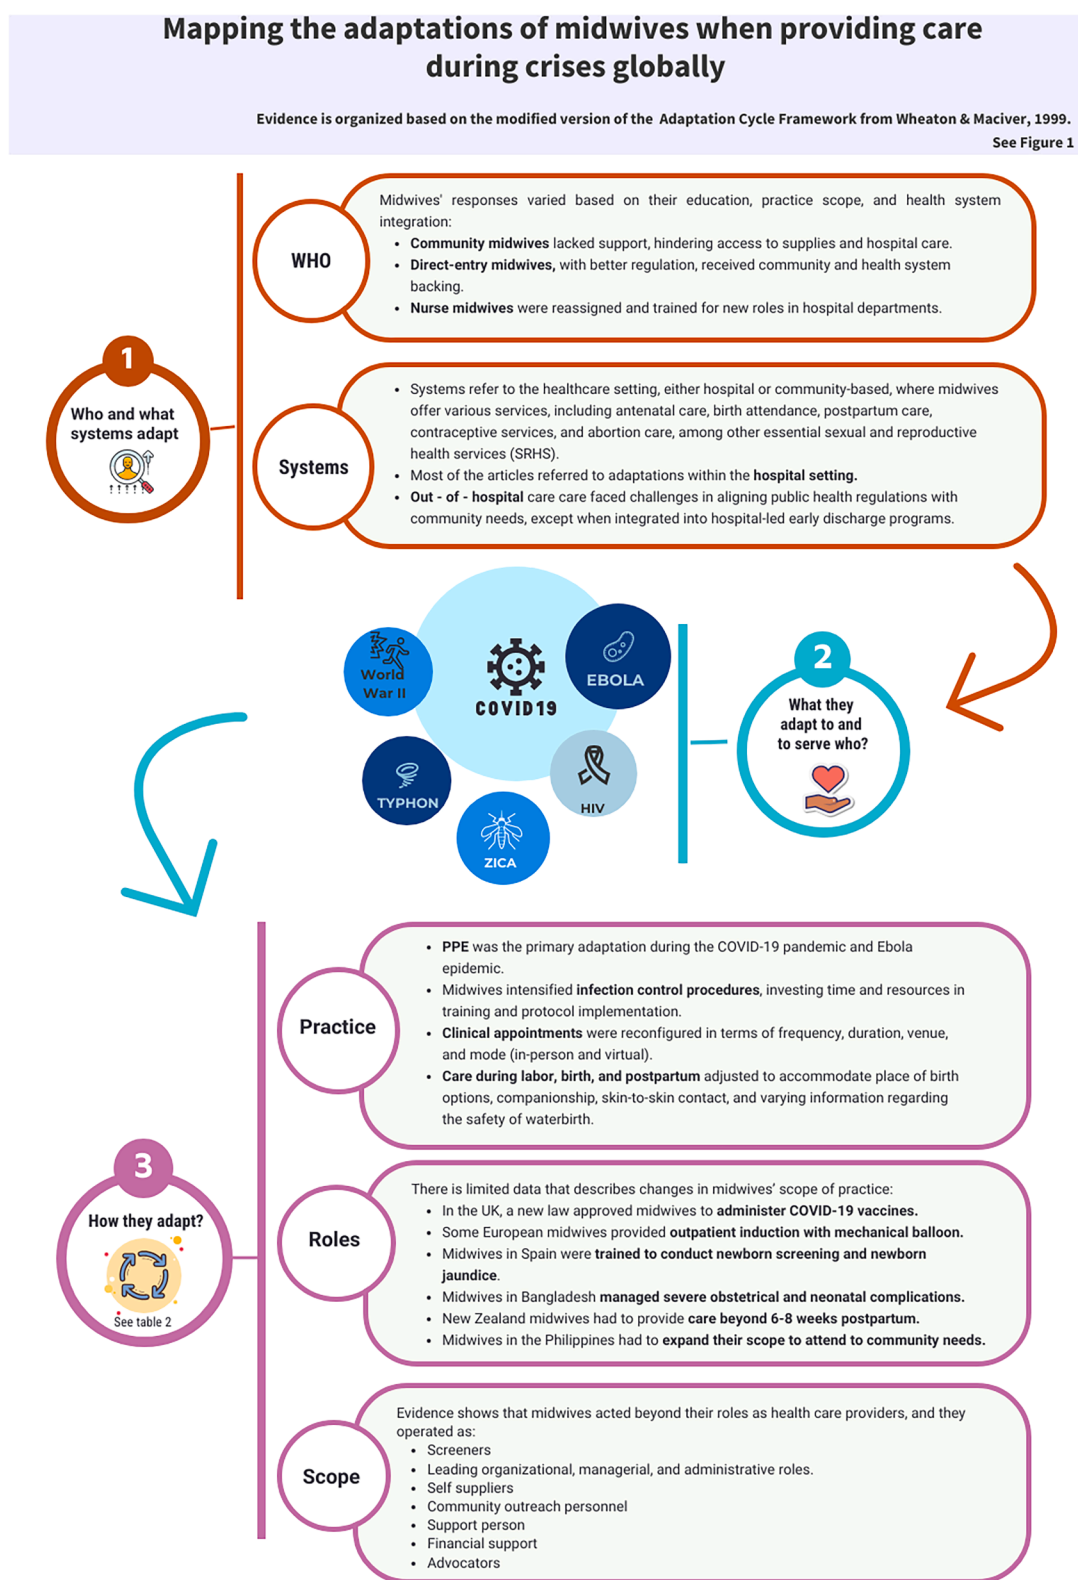 Mapping the adaptations of midwives when providing care
during crises globally
Evidence is organized based on the modified version of the Adaptation Cycle Framework from Wheaton & Maciver, 1999.
See Figure 1
1
Who and what
systems adapt
WHO
Midwives' responses varied based on their education, practice scope, and health system
integration:
• Community midwives lacked support, hindering access to supplies and hospital care.
• Direct-entry midwives, with better regulation, received community and health system
backing.
• Nurse midwives were reassigned and trained for new roles in hospital departments.
Systems
• Systems refer to the healthcare setting, either hospital or community-based, where midwives
offer various services, including antenatal care, birth attendance, postpartum care,
contraceptive services, and abortion care, among other essential sexual and reproductive
health services (SRHS).
• Most of the articles referred to adaptations within the hospital setting.
• Out - of - hospital care care faced challenges in aligning public health regulations with
community needs, except when integrated into hospital-led early discharge programs.
2
What they
adapt to and
to serve who?
World
War II
COVID19
EBOLA
TYPHON
HIV
ZICA
3
How they adapt?
See table 2
Practice
• PPE was the primary adaptation during the COVID-19 pandemic and Ebola
epidemic.
• Midwives intensified infection control procedures, investing time and resources in
training and protocol implementation.
• Clinical appointments were reconfigured in terms of frequency, duration, venue,
and mode (in-person and virtual).
• Care during labor, birth, and postpartum adjusted to accommodate place of birth
options, companionship, skin-to-skin contact, and varying information regarding
the safety of waterbirth.
Roles
There is limited data that describes changes in midwives' scope of practice:
• In the UK, a new law approved midwives to administer COVID-19 vaccines.
• Some European midwives provided outpatient induction with mechanical balloon.
• Midwives in Spain were trained to conduct newborn screening and newborn
jaundice.
• Midwives in Bangladesh managed severe obstetrical and neonatal complications.
• New Zealand midwives had to provide care beyond 6-8 weeks postpartum.
• Midwives in the Philippines had to expand their scope to attend to community needs.
Scope
Evidence shows that midwives acted beyond their roles as health care providers, and they
operated as:
• Screeners
• Leading organizational, managerial, and administrative roles.
• Self suppliers
• Community outreach personnel
• Support person
• Financial support
• Advocators